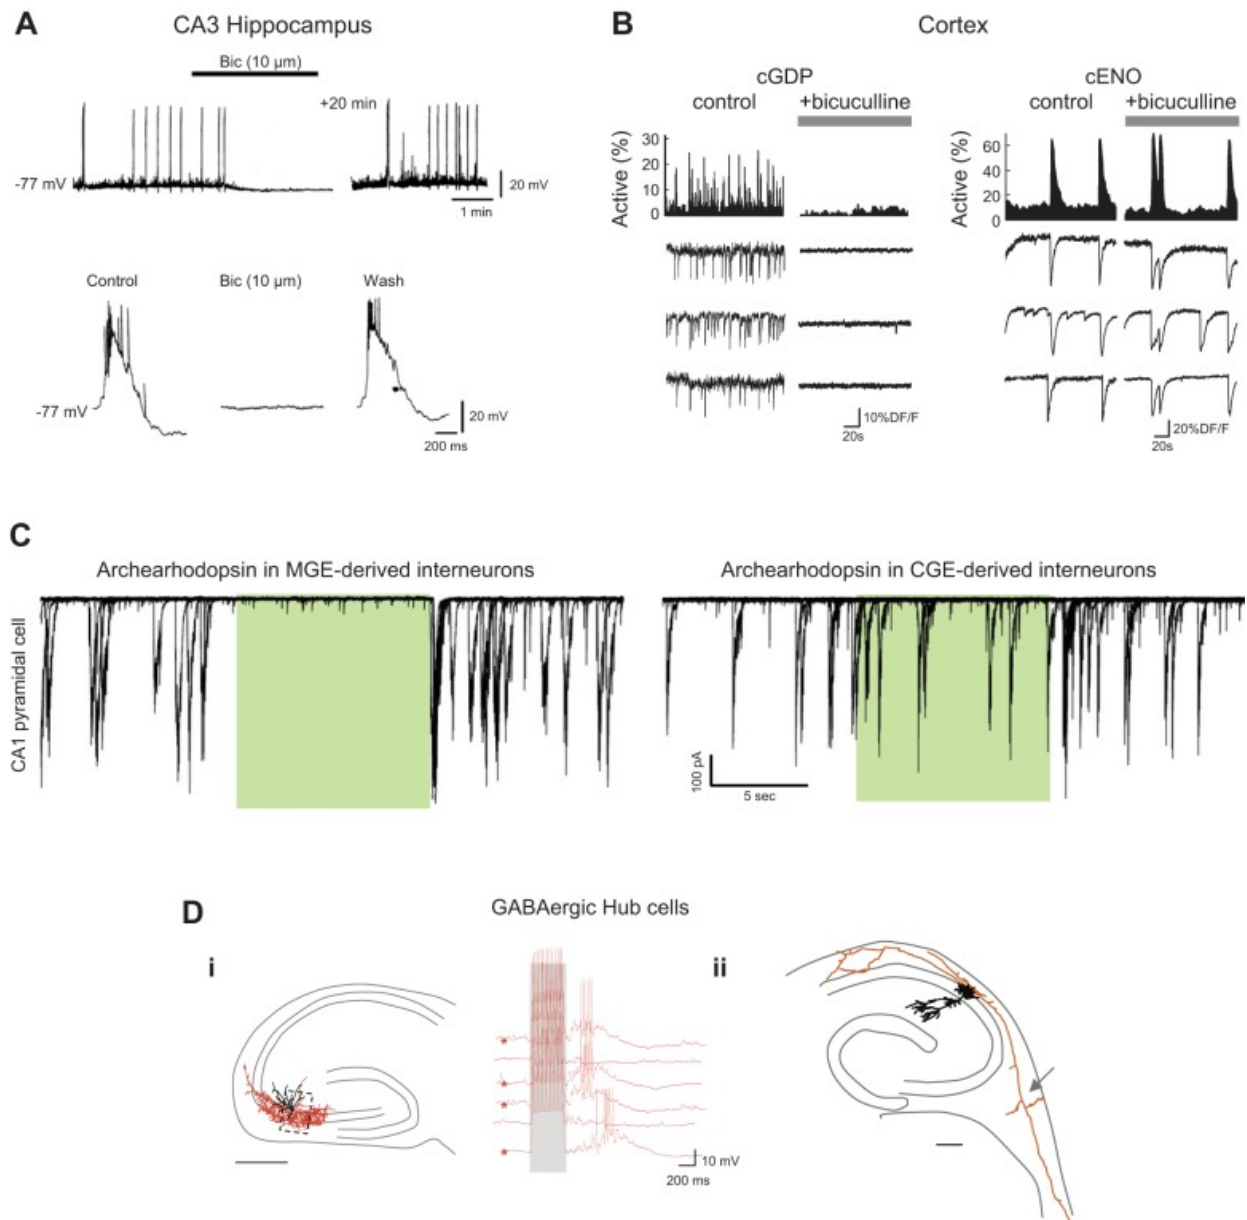 A
CA3 Hippocampus
Bic (10 μm)
+20 min
-77 mV
20 mV
1 min
Control
Bic (10 μm)
Wash
-77 mV
20 mV
200 ms
B
Cortex
cGDP
control
+bicuculline
Active (%)
30
20
10
0
10%DF/F
20s
cENO
control
+bicuculline
Active (%)
60
40
20
0
20%DF/F
20s
C
Archearhodopsin in MGE-derived interneurons
Archearhodopsin in CGE-derived interneurons
CA1 pyramidal cell
100 pA
5 sec
D
GABAergic Hub cells
i
10 mV
200 ms
ii